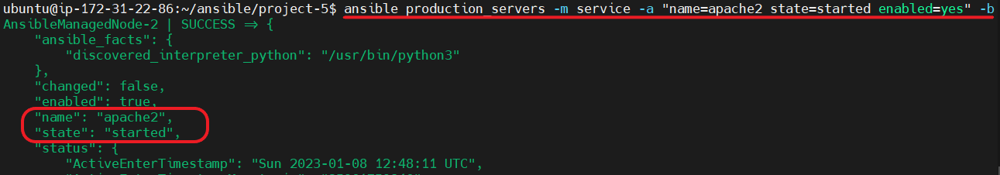 ubuntu@ip-172-31-22-86:~/ansible/project-5$ ansible production_servers -m service -a "name=apache2 state=started enabled=yes" -b
AnsibleManagedNode-2 | SUCCESS => {
    "ansible_facts": {
        "discovered_interpreter_python": "/usr/bin/python3"
    },
    "changed": false,
    "enabled": true,
    "name": "apache2",
    "state": "started",
    "status": {
        "ActiveEnterTimestamp": "Sun 2023-01-08 12:48:11 UTC",